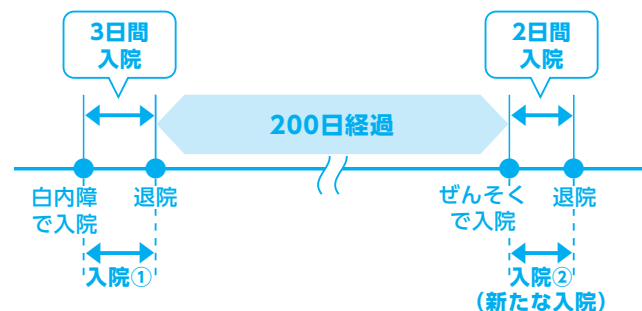 3日間
入院
2日間
入院
200日経過
白内障
で入院
退院
ぜんそく
で入院
退院
入院①
入院②
（新たな入院）